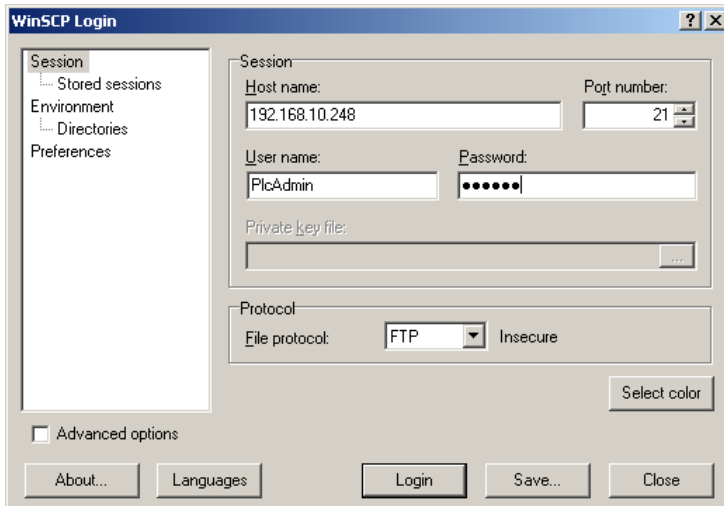 WinSCP Login
Session
Stored sessions
Environment
Directories
Preferences
Session
Host name: Port number:
192.168.10.248 21
User name: Password:
PlcAdmin ●●●●●●
Private key file:
...
Protocol
File protocol: FTP Insecure
Select color
Advanced options
About... Languages Login Save... Close